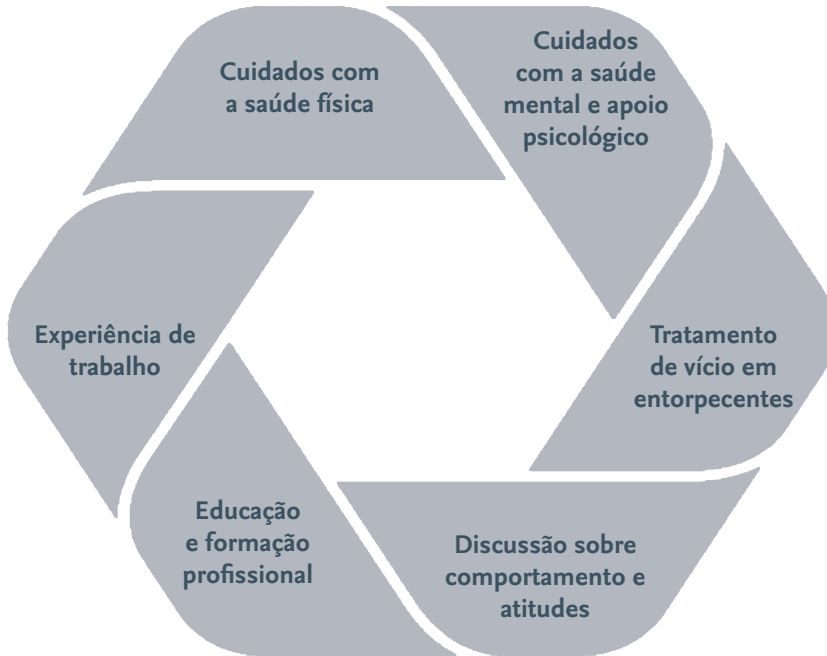 Cuidados com
a saúde física
Cuidados
com a saúde
mental e apoio
psicológico
Tratamento
de vício em
entorpecentes
Discussão sobre
comportamento e
atitudes
Educação
e formação
profissional
Experiência de
trabalho